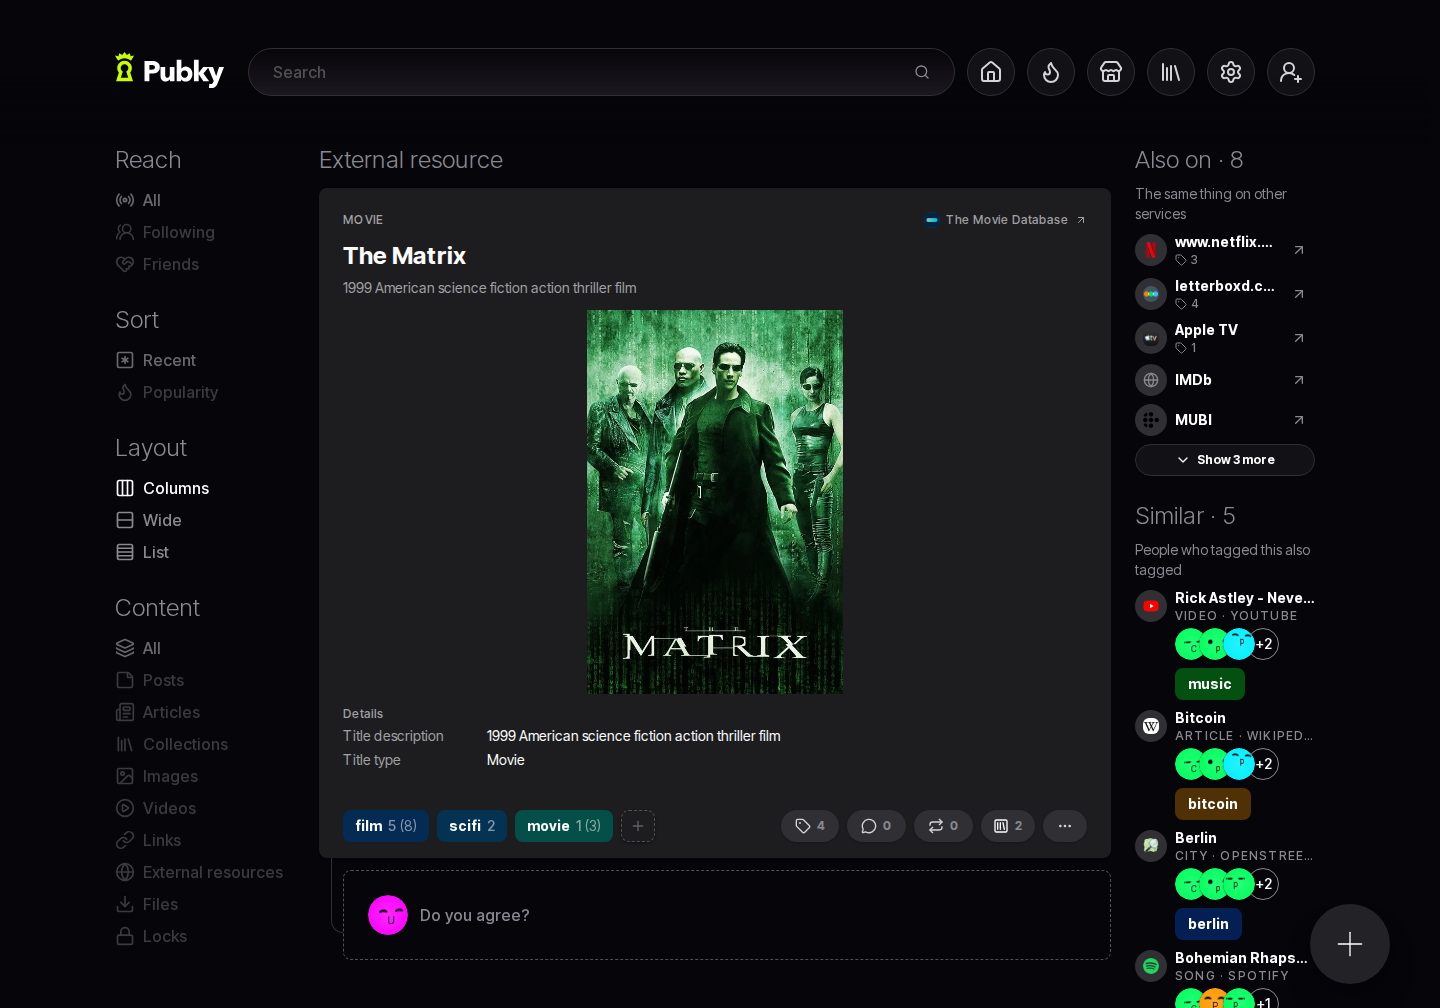 Pubky
Search
Reach
All
Following
Friends
Sort
Recent
Popularity
Layout
Columns
Wide
List
Content
All
Posts
Articles
Collections
Images
Videos
Links
External resources
Files
Locks
External resource
MOVIE
The Movie Database
The Matrix
1999 American science fiction action thriller film
THE
MATRIX
Details
Title description 1999 American science fiction action thriller film
Title type Movie
film 5 (8) scifi 2 movie 1 (3) +
4 0 0 2
Do you agree?
Also on · 8
The same thing on other
services
www.netflix....
3
letterboxd.c...
4
Apple TV
1
IMDb
MUBI
Show 3 more
Similar · 5
People who tagged this also
tagged
Rick Astley - Neve...
VIDEO · YOUTUBE
+2
music
Bitcoin
ARTICLE · WIKIPED...
+2
bitcoin
Berlin
CITY · OPENSTREE...
+2
berlin
Bohemian Rhaps...
SONG · SPOTIFY
+1